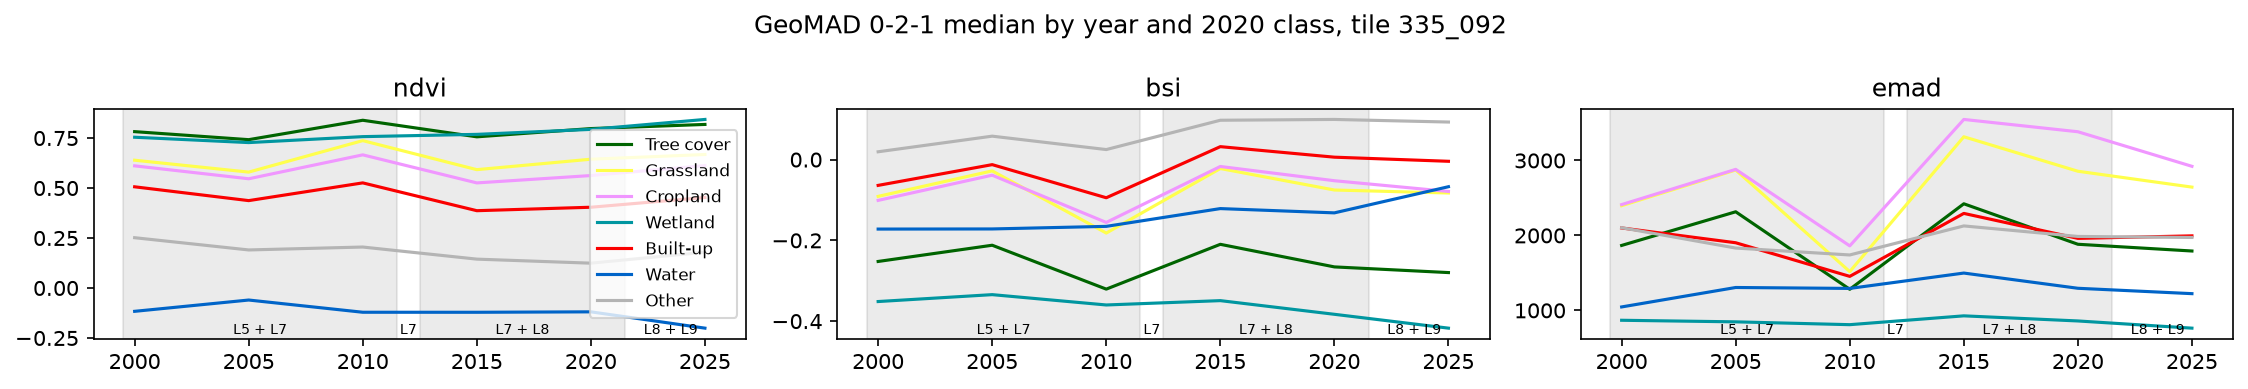 GeoMAD 0-2-1 median by year and 2020 class, tile 335_092
ndvi
0.75
0.50
0.25
0.00
−0.25
Tree cover
Grassland
Cropland
Wetland
Built-up
Water
Other
L5 + L7
L7
L7 + L8
L8 + L9
2000
2005
2010
2015
2020
2025
bsi
0.0
−0.2
−0.4
L5 + L7
L7
L7 + L8
L8 + L9
2000
2005
2010
2015
2020
2025
emad
3000
2000
1000
L5 + L7
L7
L7 + L8
L8 + L9
2000
2005
2010
2015
2020
2025